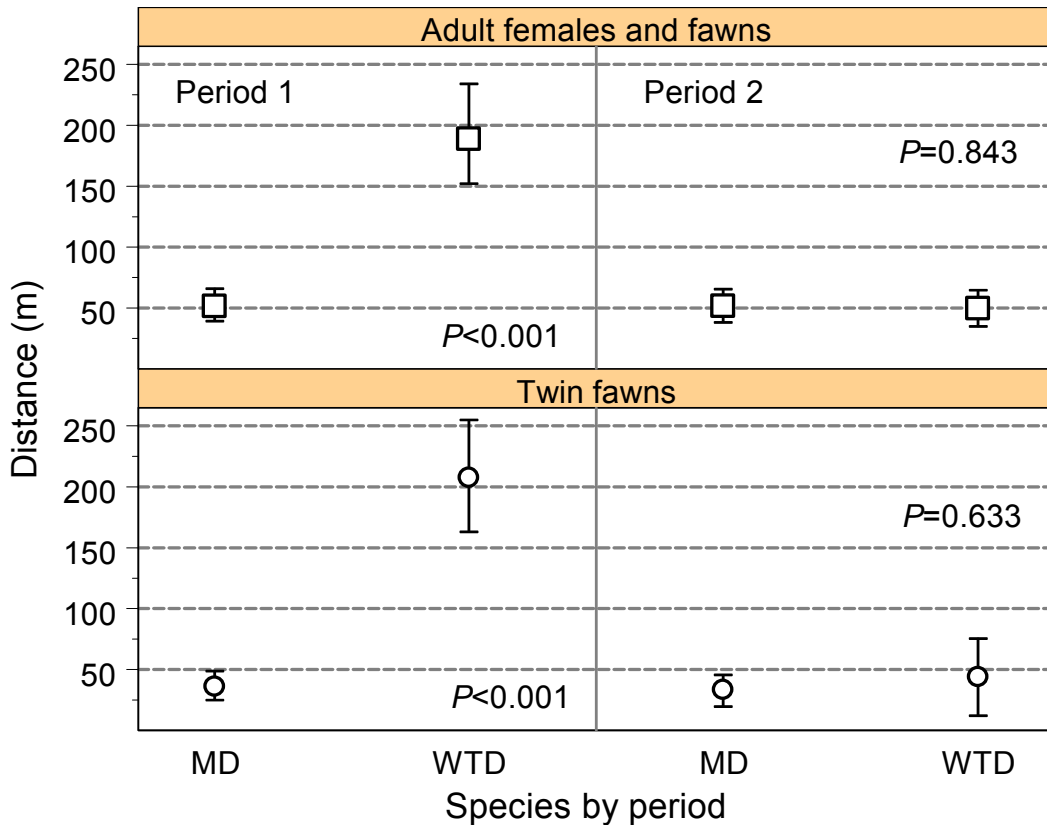 Adult females and fawns
Period 1
Period 2
250
200
150
100
50
P=0.843
P<0.001
Twin fawns
250
200
150
100
50
P=0.633
P<0.001
Distance (m)
MD WTD MD WTD
Species by period